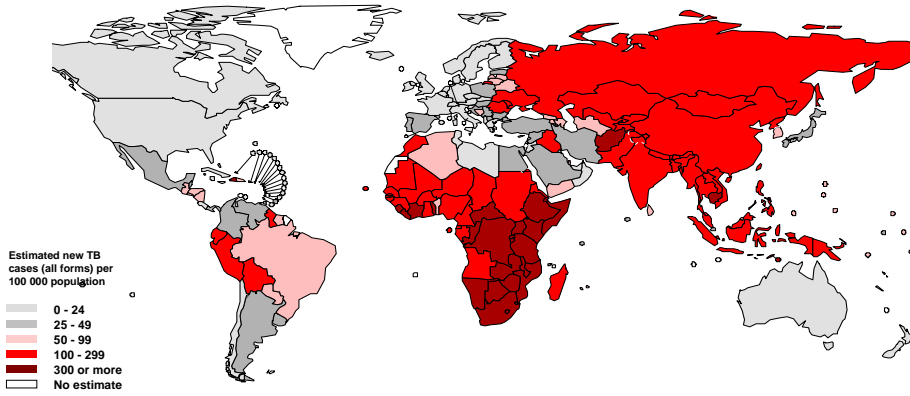 Estimated new TB
cases (all forms) per
100 000 population
0 - 24
25 - 49
50 - 99
100 - 299
300 or more
No estimate